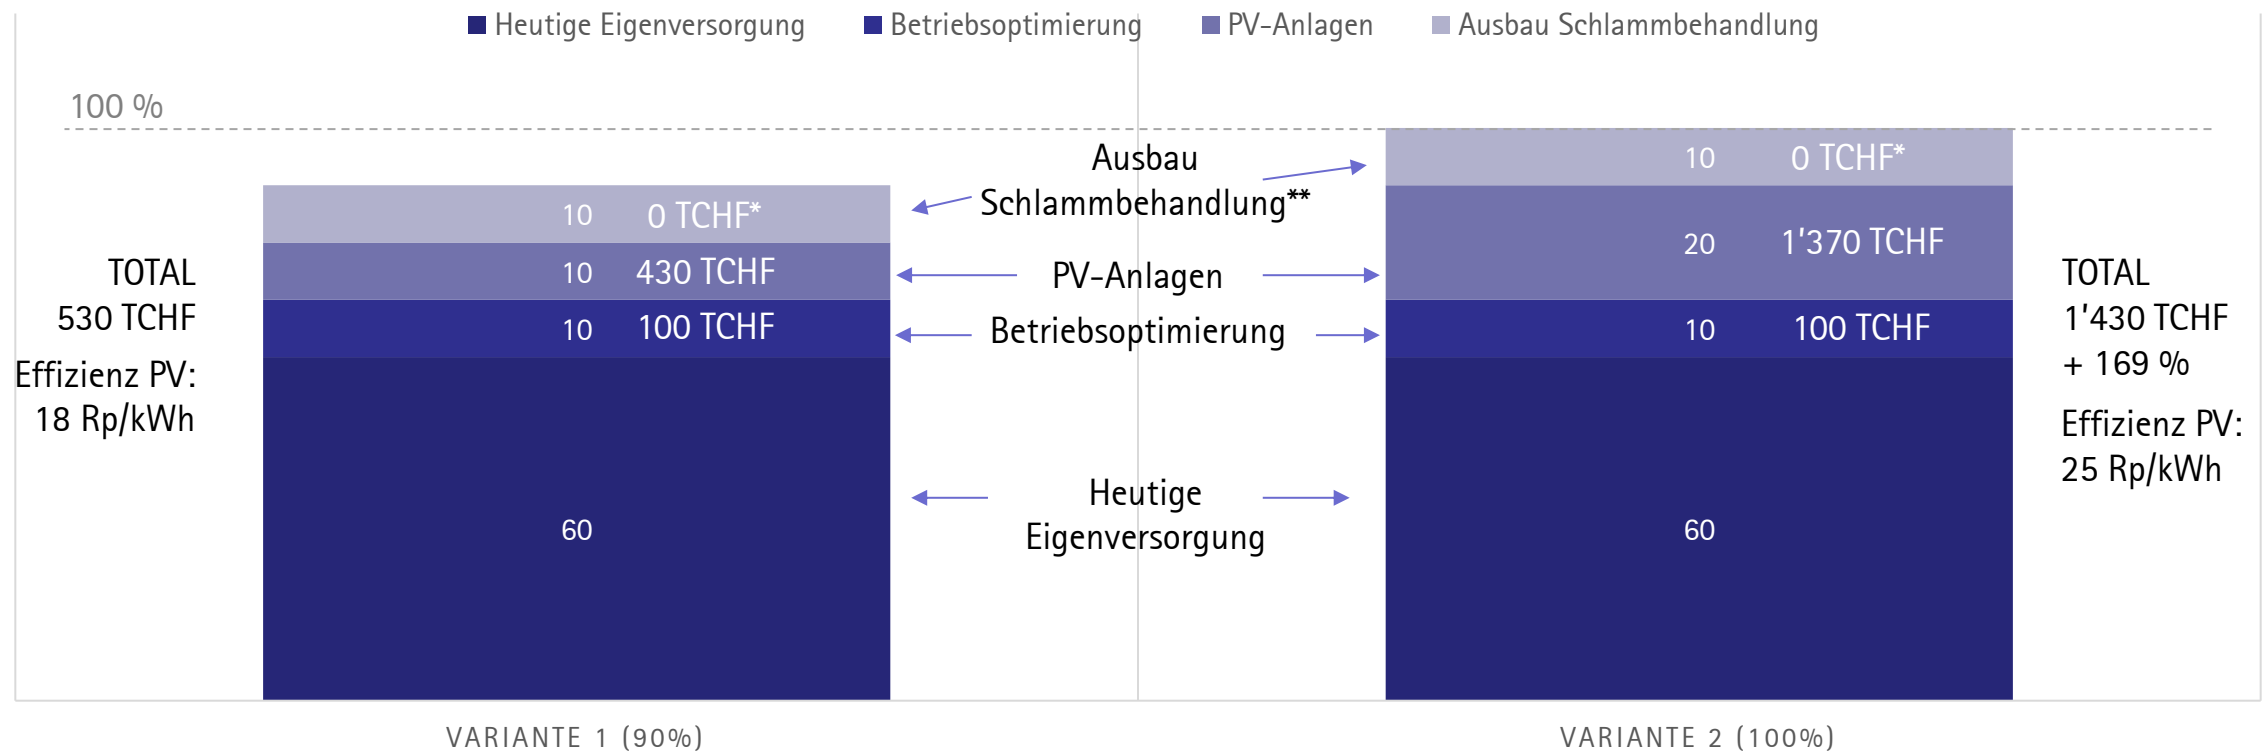 Heutige Eigenversorgung
Betriebsoptimierung
PV-Anlagen
Ausbau Schlammbehandlung
100 %
TOTAL
530 TCHF
Effizienz PV:
18 Rp/kWh
10 0 TCHF*
10 430 TCHF
10 100 TCHF
60
Ausbau
Schlammbehandlung**
PV-Anlagen
Betriebsoptimierung
Heutige
Eigenversorgung
10 0 TCHF*
20 1'370 TCHF
10 100 TCHF
60
TOTAL
1'430 TCHF
+ 169 %
Effizienz PV:
25 Rp/kWh
VARIANTE 1 (90%)
VARIANTE 2 (100%)